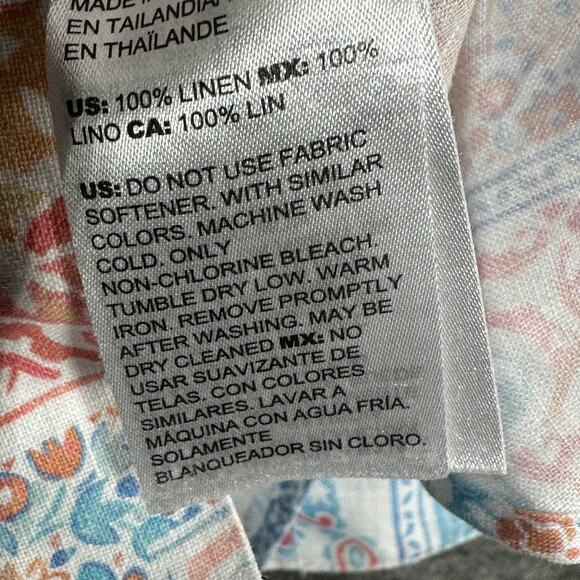 MADE
EN TAILANDIA
EN THAÏLANDE
US: 100% LINEN MX: 100%
LINO CA: 100% LIN
US: DO NOT USE FABRIC
SOFTENER. WITH SIMILAR
COLORS. MACHINE WASH
COLD. ONLY
NON-CHLORINE BLEACH.
TUMBLE DRY LOW. WARM
IRON. REMOVE PROMPTLY
AFTER WASHING. MAY BE
DRY CLEANED MX: NO
USAR SUAVIZANTE DE
TELAS. CON COLORES
SIMILARES. LAVAR A
MÁQUINA CON AGUA FRÍA.
SOLAMENTE
BLANQUEADOR SIN CLORO.